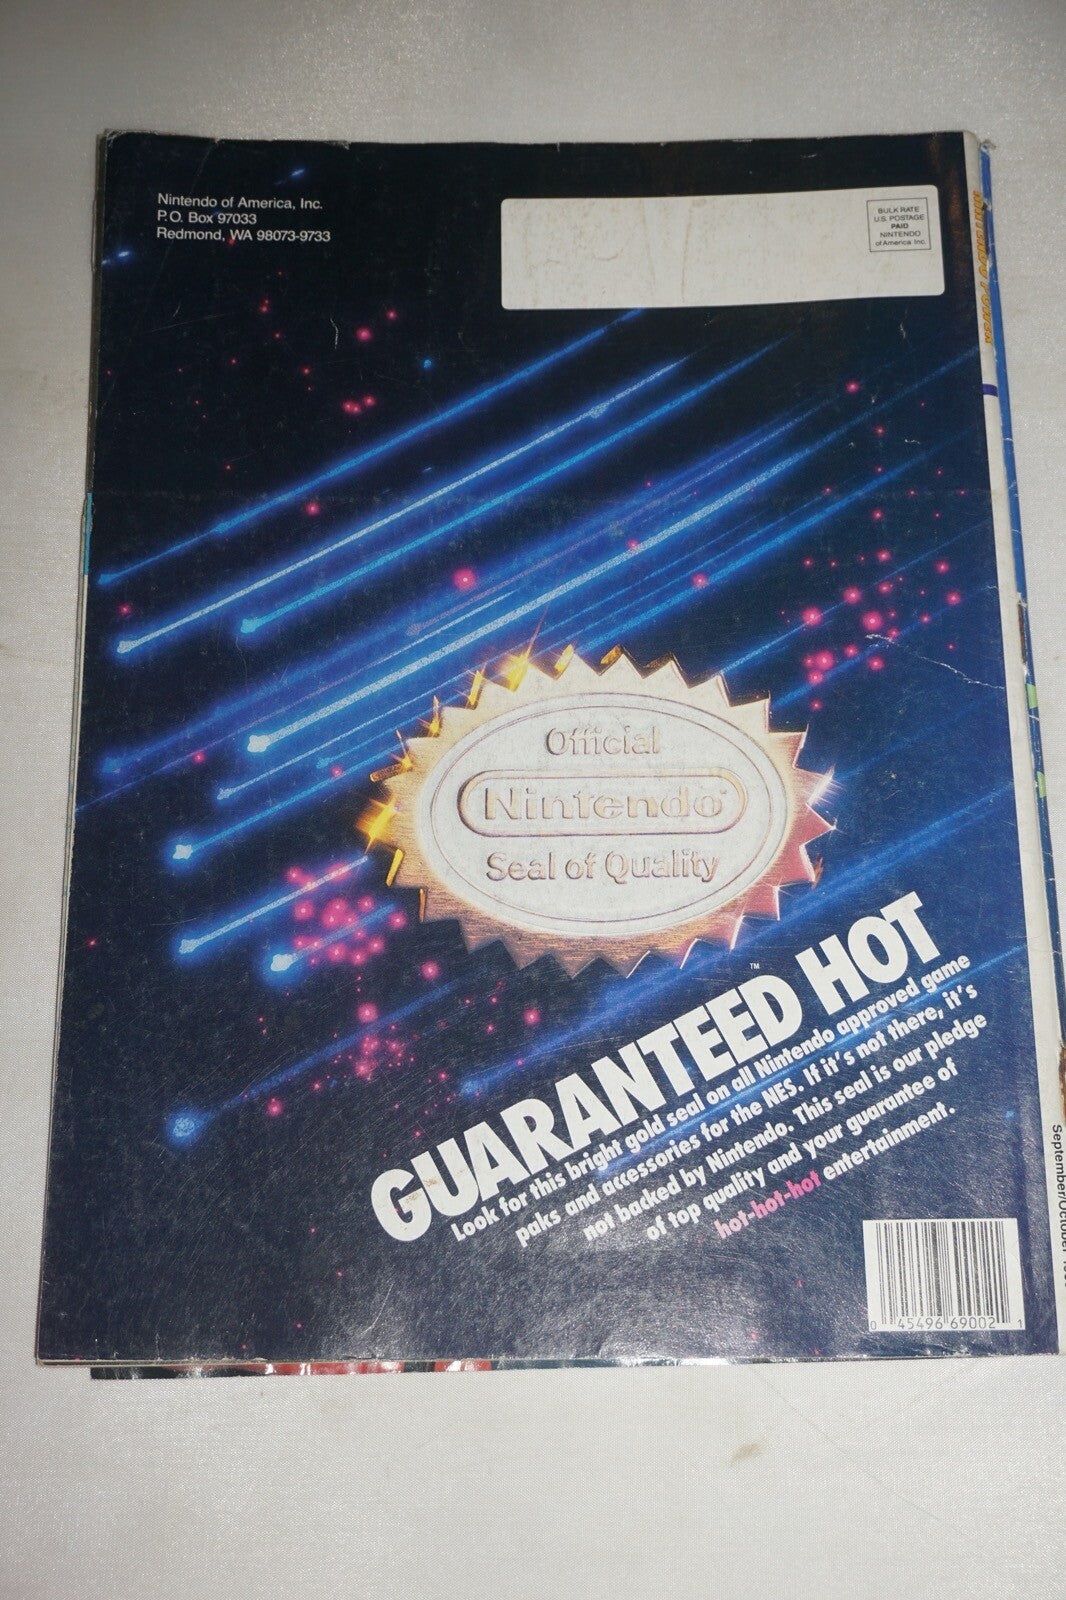 Nintendo of America, Inc.
P.O. Box 97033
Redmond, WA 98073-9733
BULK RATE
U.S. POSTAGE
PAID
NINTENDO
of America Inc.
NINTENDO POWER
Official
Nintendo
Seal of Quality
TM
GUARANTEED HOT
Look for this bright gold seal on all Nintendo approved game
paks and accessories for the NES. If it's not there, it's
not backed by Nintendo. This seal is our pledge
of top quality and your guarantee of
hot-hot-hot entertainment.
September/October
0 45496 69002 1